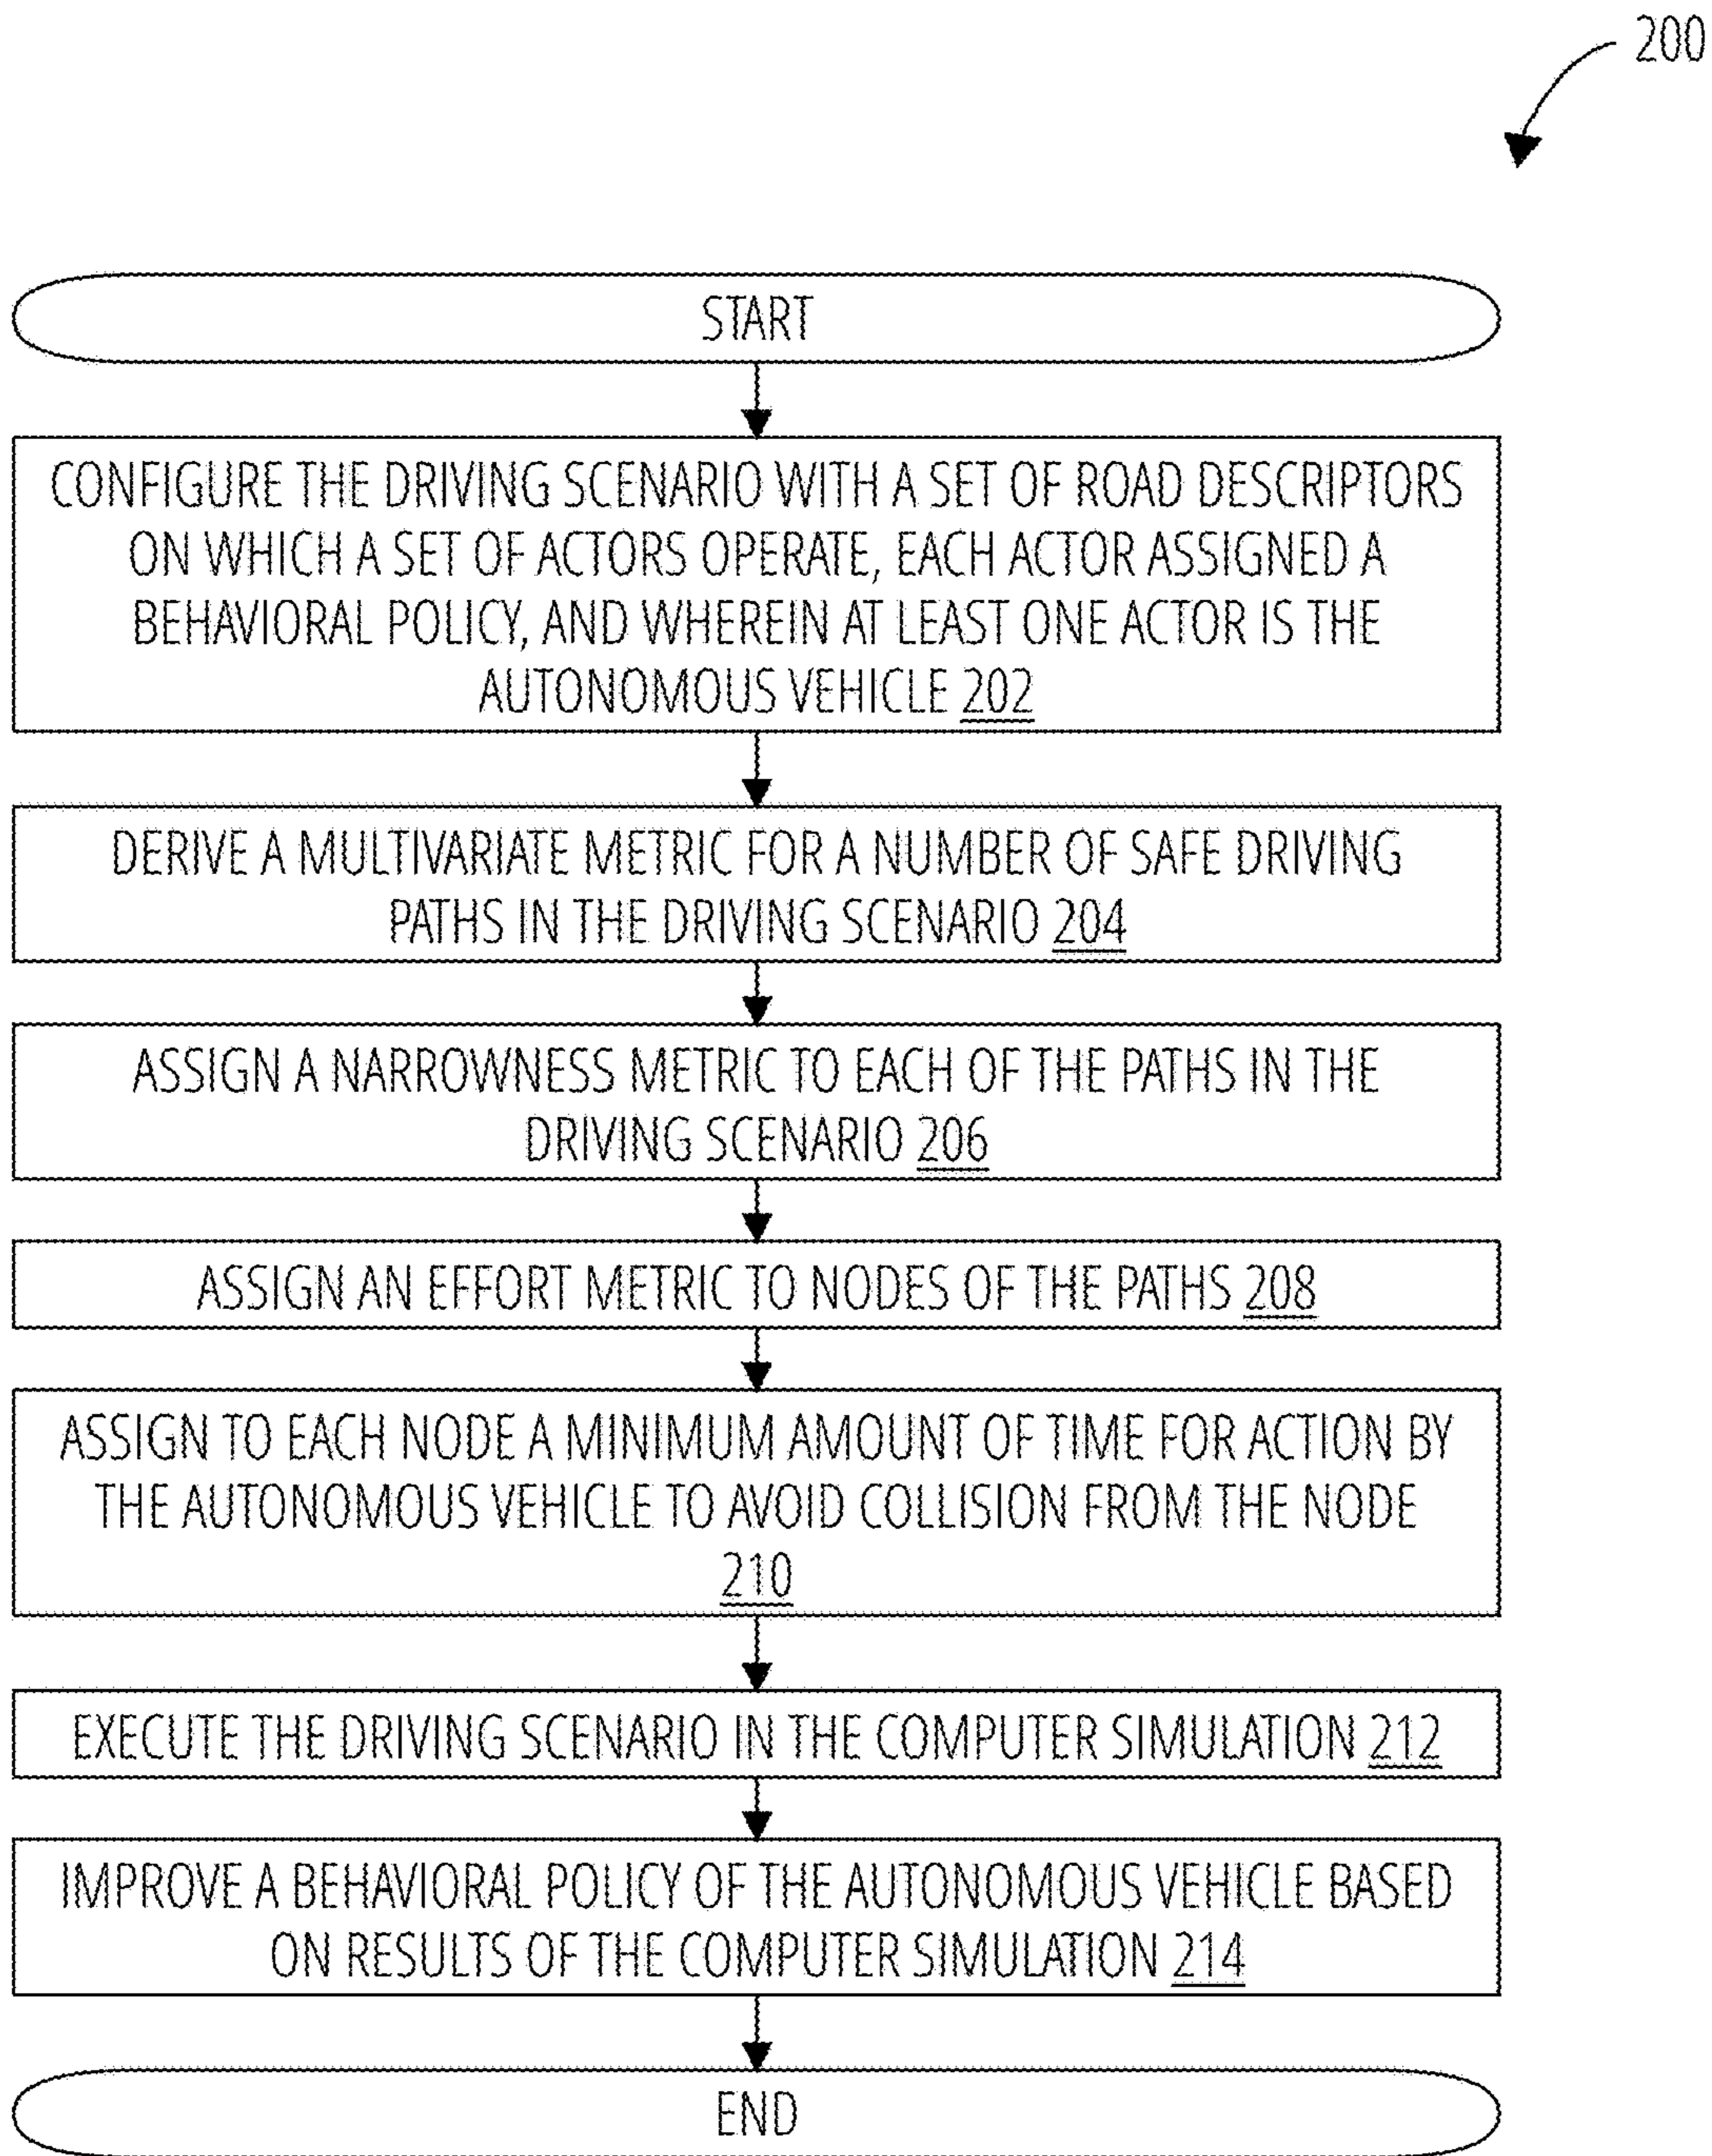 200
START
CONFIGURE THE DRIVING SCENARIO WITH A SET OF ROAD DESCRIPTORS
ON WHICH A SET OF ACTORS OPERATE, EACH ACTOR ASSIGNED A
BEHAVIORAL POLICY, AND WHEREIN AT LEAST ONE ACTOR IS THE
AUTONOMOUS VEHICLE 202
DERIVE A MULTIVARIATE METRIC FOR A NUMBER OF SAFE DRIVING
PATHS IN THE DRIVING SCENARIO 204
ASSIGN A NARROWNESS METRIC TO EACH OF THE PATHS IN THE
DRIVING SCENARIO 206
ASSIGN AN EFFORT METRIC TO NODES OF THE PATHS 208
ASSIGN TO EACH NODE A MINIMUM AMOUNT OF TIME FOR ACTION BY
THE AUTONOMOUS VEHICLE TO AVOID COLLISION FROM THE NODE
210
EXECUTE THE DRIVING SCENARIO IN THE COMPUTER SIMULATION 212
IMPROVE A BEHAVIORAL POLICY OF THE AUTONOMOUS VEHICLE BASED
ON RESULTS OF THE COMPUTER SIMULATION 214
END